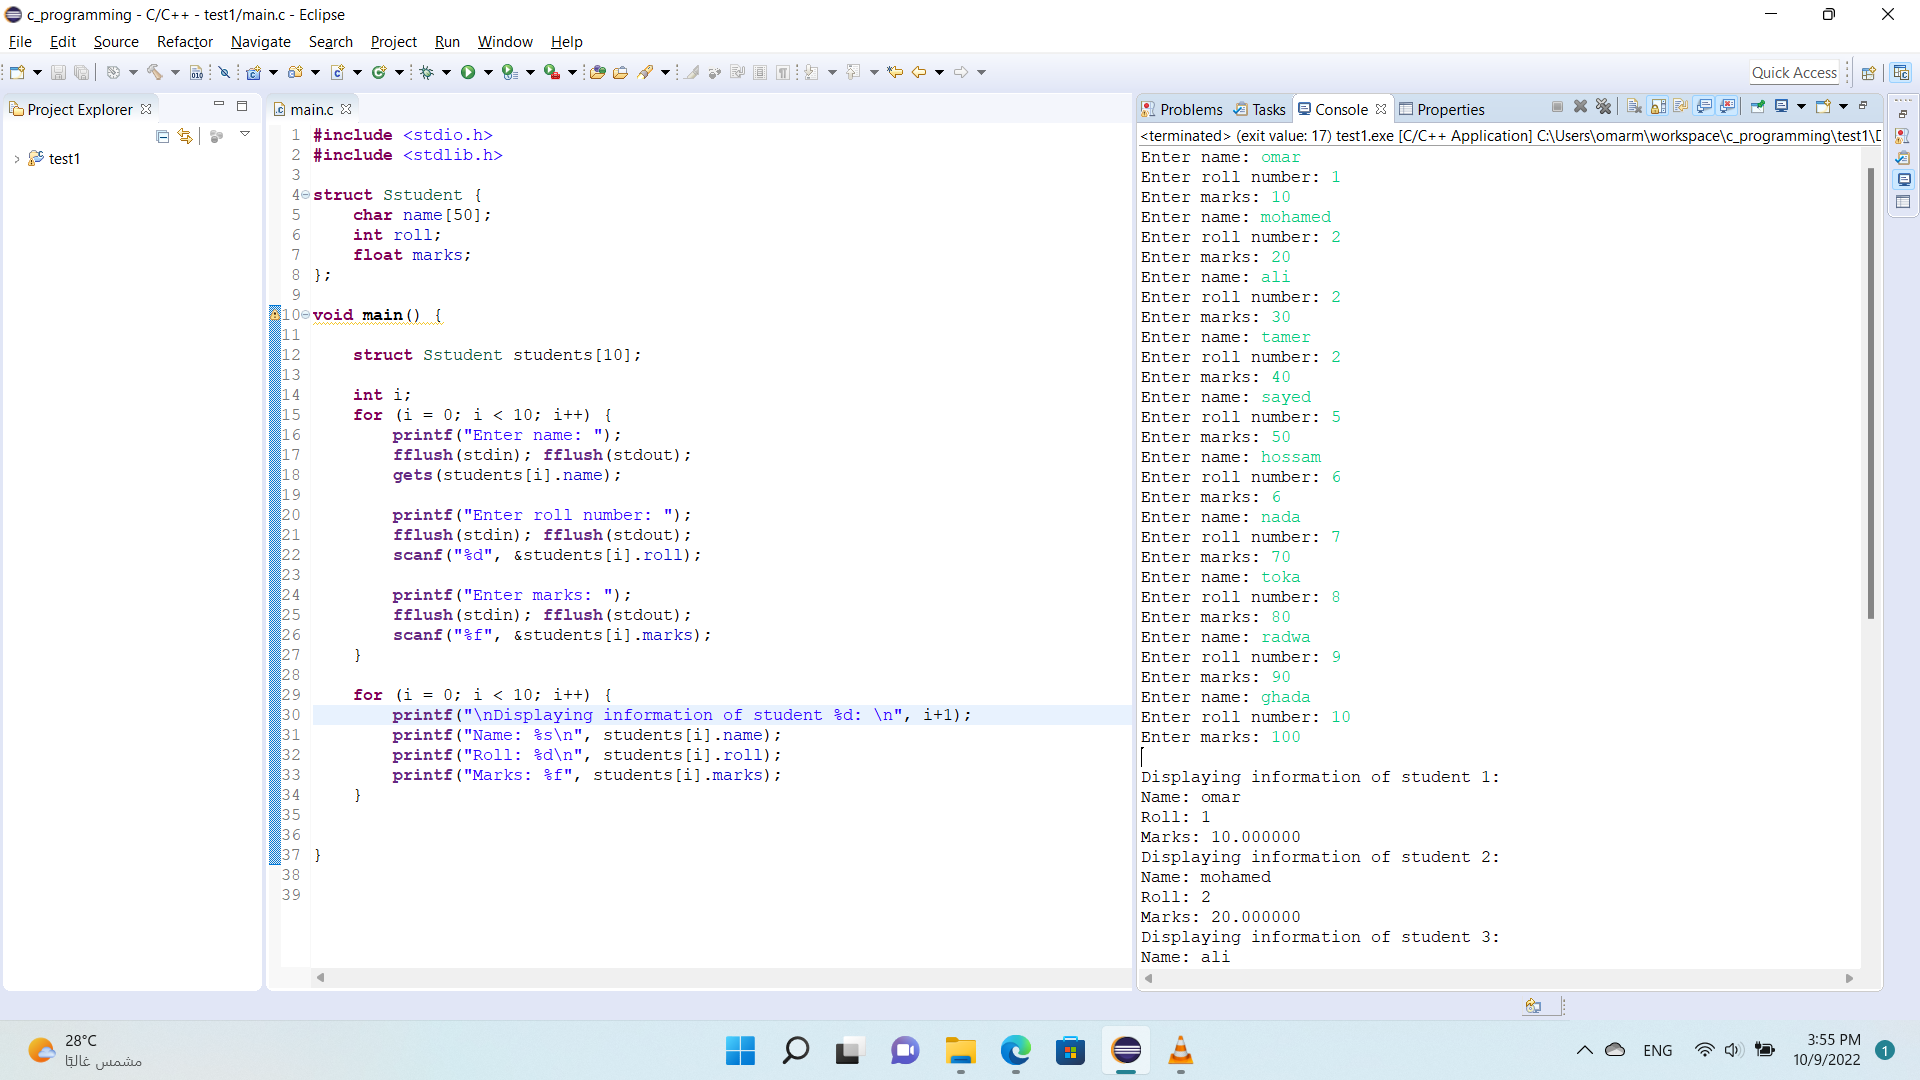 c_programming - C/C++ - test1/main.c - Eclipse
File Edit Source Refactor Navigate Search Project Run Window Help
Quick Access
Project Explorer
test1
main.c
1 #include <stdio.h>
2 #include <stdlib.h>
3
4 struct Sstudent {
5 char name[50];
6 int roll;
7 float marks;
8 };
9
10 void main() {
11
12 struct Sstudent students[10];
13
14 int i;
15 for (i = 0; i < 10; i++) {
16 printf("Enter name: ");
17 fflush(stdin); fflush(stdout);
18 gets(students[i].name);
19
20 printf("Enter roll number: ");
21 fflush(stdin); fflush(stdout);
22 scanf("%d", &students[i].roll);
23
24 printf("Enter marks: ");
25 fflush(stdin); fflush(stdout);
26 scanf("%f", &students[i].marks);
27 }
28
29 for (i = 0; i < 10; i++) {
30 printf("\nDisplaying information of student %d: \n", i+1);
31 printf("Name: %s\n", students[i].name);
32 printf("Roll: %d\n", students[i].roll);
33 printf("Marks: %f", students[i].marks);
34 }
35
36
37 }
38
39
Problems Tasks Console Properties
<terminated> (exit value: 17) test1.exe [C/C++ Application] C:\Users\omarm\workspace\c_programming\test1\D
Enter name: omar
Enter roll number: 1
Enter marks: 10
Enter name: mohamed
Enter roll number: 2
Enter marks: 20
Enter name: ali
Enter roll number: 2
Enter marks: 30
Enter name: tamer
Enter roll number: 2
Enter marks: 40
Enter name: sayed
Enter roll number: 5
Enter marks: 50
Enter name: hossam
Enter roll number: 6
Enter marks: 6
Enter name: nada
Enter roll number: 7
Enter marks: 70
Enter name: toka
Enter roll number: 8
Enter marks: 80
Enter name: radwa
Enter roll number: 9
Enter marks: 90
Enter name: ghada
Enter roll number: 10
Enter marks: 100
Displaying information of student 1:
Name: omar
Roll: 1
Marks: 10.000000
Displaying information of student 2:
Name: mohamed
Roll: 2
Marks: 20.000000
Displaying information of student 3:
Name: ali
28°C
مشمس غالبًا
ENG
3:55 PM
10/9/2022
1